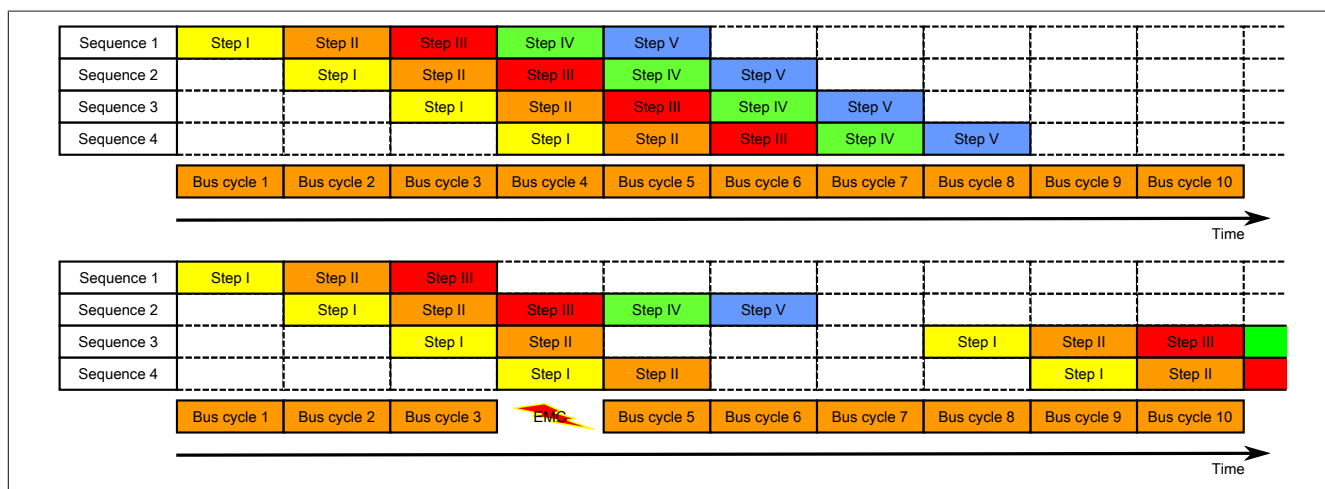 Sequence 1 Step I Step II Step III Step IV Step V
Sequence 2 Step I Step II Step III Step IV Step V
Sequence 3 Step I Step II Step III Step IV Step V
Sequence 4 Step I Step II Step III Step IV Step V
Bus cycle 1 Bus cycle 2 Bus cycle 3 Bus cycle 4 Bus cycle 5 Bus cycle 6 Bus cycle 7 Bus cycle 8 Bus cycle 9 Bus cycle 10
Time
Sequence 1 Step I Step II Step III
Sequence 2 Step I Step II Step III Step IV Step V
Sequence 3 Step I Step II Step I Step II Step III
Sequence 4 Step I Step II Step I Step II
Bus cycle 1 Bus cycle 2 Bus cycle 3 EMC Bus cycle 5 Bus cycle 6 Bus cycle 7 Bus cycle 8 Bus cycle 9 Bus cycle 10
Time